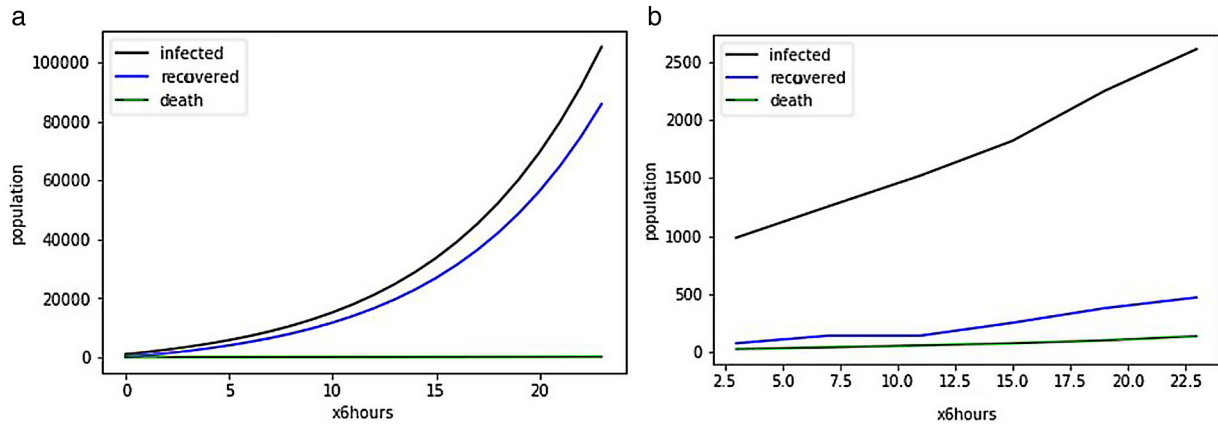 a
infected
recovered
death
100000
80000
60000
40000
20000
0
population
0 5 10 15 20
x6hours
b
infected
recovered
death
2500
2000
1500
1000
500
0
population
2.5 5.0 7.5 10.0 12.5 15.0 17.5 20.0 22.5
x6hours